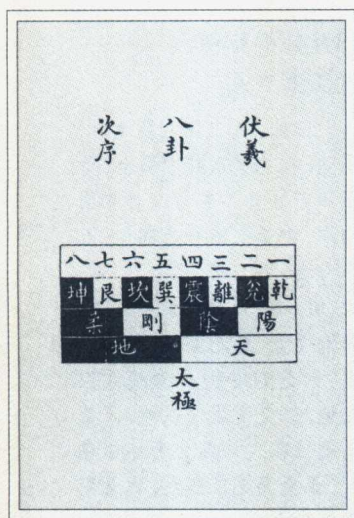 伏羲
八卦
次序
一二三四五六七八
乾兌離震巽坎艮坤
陽陰剛柔
天地
太極